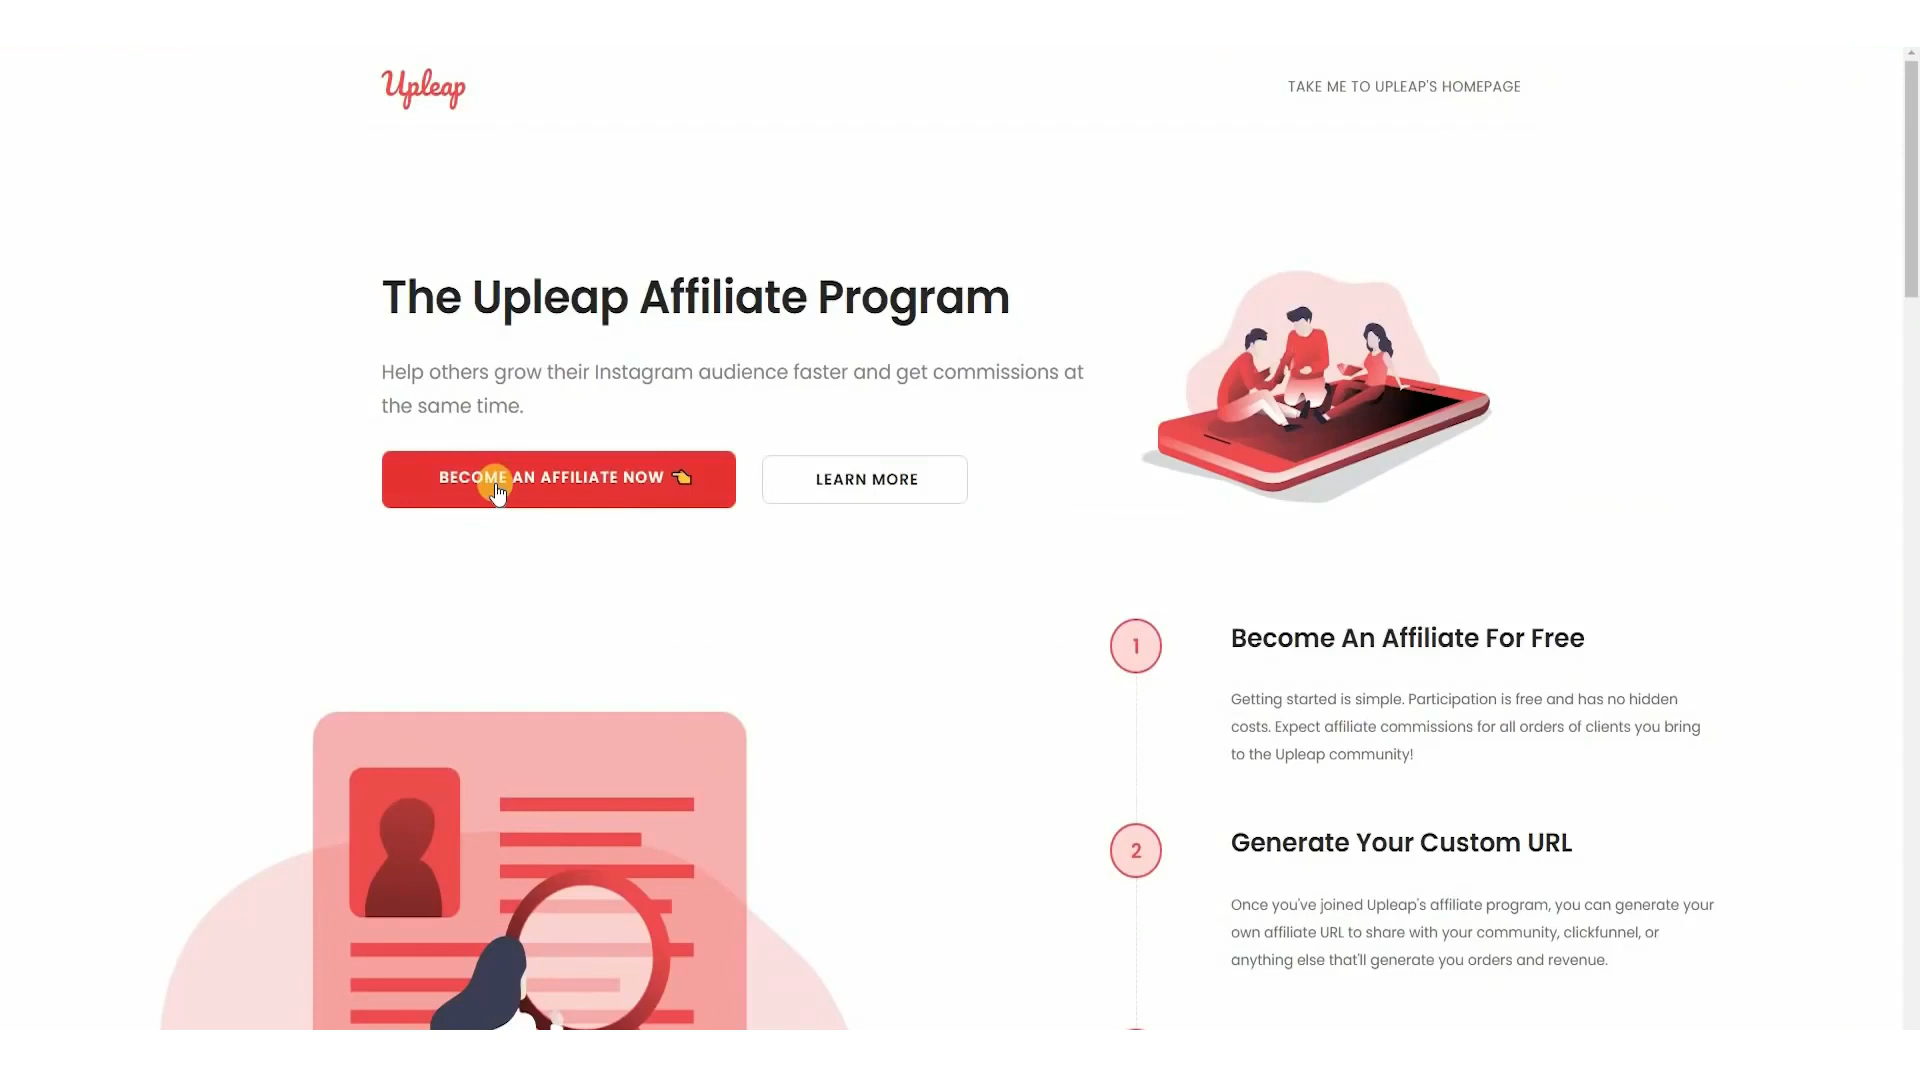 Upleap
TAKE ME TO UPLEAP'S HOMEPAGE
The Upleap Affiliate Program
Help others grow their Instagram audience faster and get commissions at
the same time.
BECOME AN AFFILIATE NOW 👈
LEARN MORE
1
Become An Affiliate For Free
Getting started is simple. Participation is free and has no hidden
costs. Expect affiliate commissions for all orders of clients you bring
to the Upleap community!
2
Generate Your Custom URL
Once you've joined Upleap's affiliate program, you can generate your
own affiliate URL to share with your community, clickfunnel, or
anything else that'll generate you orders and revenue.